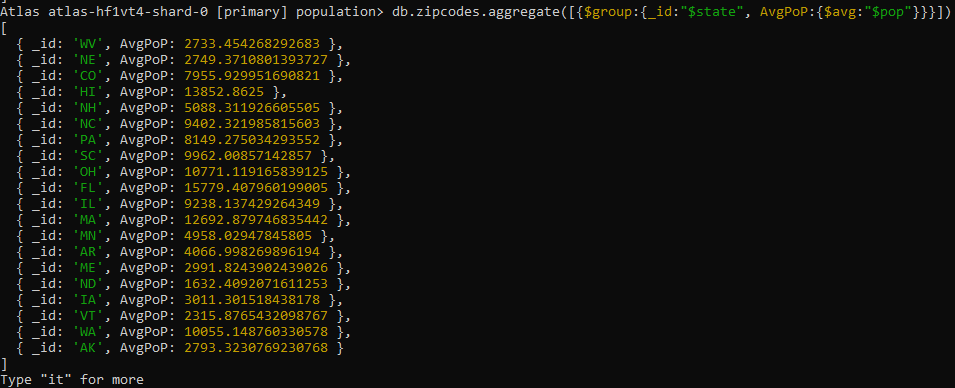 Atlas atlas-hf1vt4-shard-0 [primary] population> db.zipcodes.aggregate([{$group:{_id:"$state", AvgPoP:{$avg:"$pop"}}}])
[
  { _id: 'WV', AvgPoP: 2733.454268292683 },
  { _id: 'NE', AvgPoP: 2749.3710801393727 },
  { _id: 'CO', AvgPoP: 7955.929951690821 },
  { _id: 'HI', AvgPoP: 13852.8625 },
  { _id: 'NH', AvgPoP: 5088.311926605505 },
  { _id: 'NC', AvgPoP: 9402.321985815603 },
  { _id: 'PA', AvgPoP: 8149.275034293552 },
  { _id: 'SC', AvgPoP: 9962.00857142857 },
  { _id: 'OH', AvgPoP: 10771.119165839125 },
  { _id: 'FL', AvgPoP: 15779.407960199005 },
  { _id: 'IL', AvgPoP: 9238.137429264349 },
  { _id: 'MA', AvgPoP: 12692.879746835442 },
  { _id: 'MN', AvgPoP: 4958.02947845805 },
  { _id: 'AR', AvgPoP: 4066.998269896194 },
  { _id: 'ME', AvgPoP: 2991.8243902439026 },
  { _id: 'ND', AvgPoP: 1632.4092071611253 },
  { _id: 'IA', AvgPoP: 3011.301518438178 },
  { _id: 'VT', AvgPoP: 2315.8765432098767 },
  { _id: 'WA', AvgPoP: 10055.148760330578 },
  { _id: 'AK', AvgPoP: 2793.3230769230768 }
]
Type "it" for more